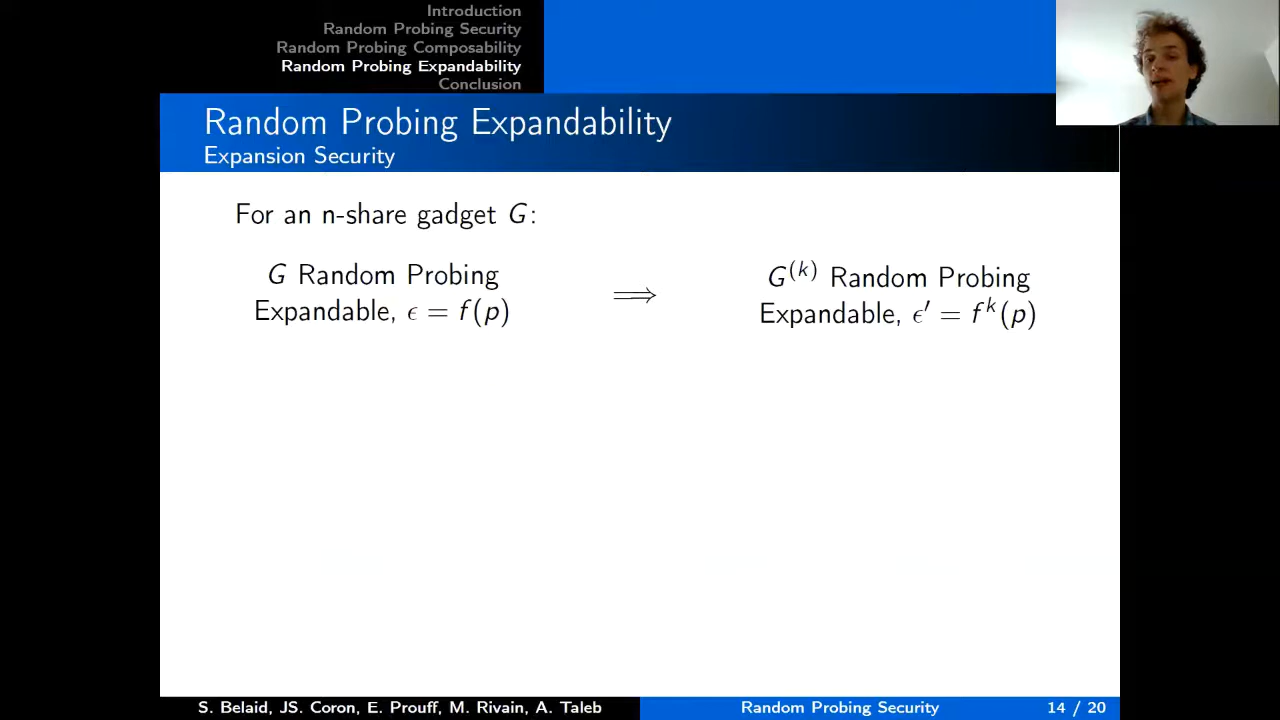 Introduction
Random Probing Security
Random Probing Composability
Random Probing Expandability
Conclusion
Random Probing Expandability
Expansion Security
For an n-share gadget G:
G Random Probing
Expandable, ϵ = f(p)
⟹
G^(k) Random Probing
Expandable, ϵ′ = f^k(p)
S. Belaid, JS. Coron, E. Prouff, M. Rivain, A. Taleb
Random Probing Security
14 / 20